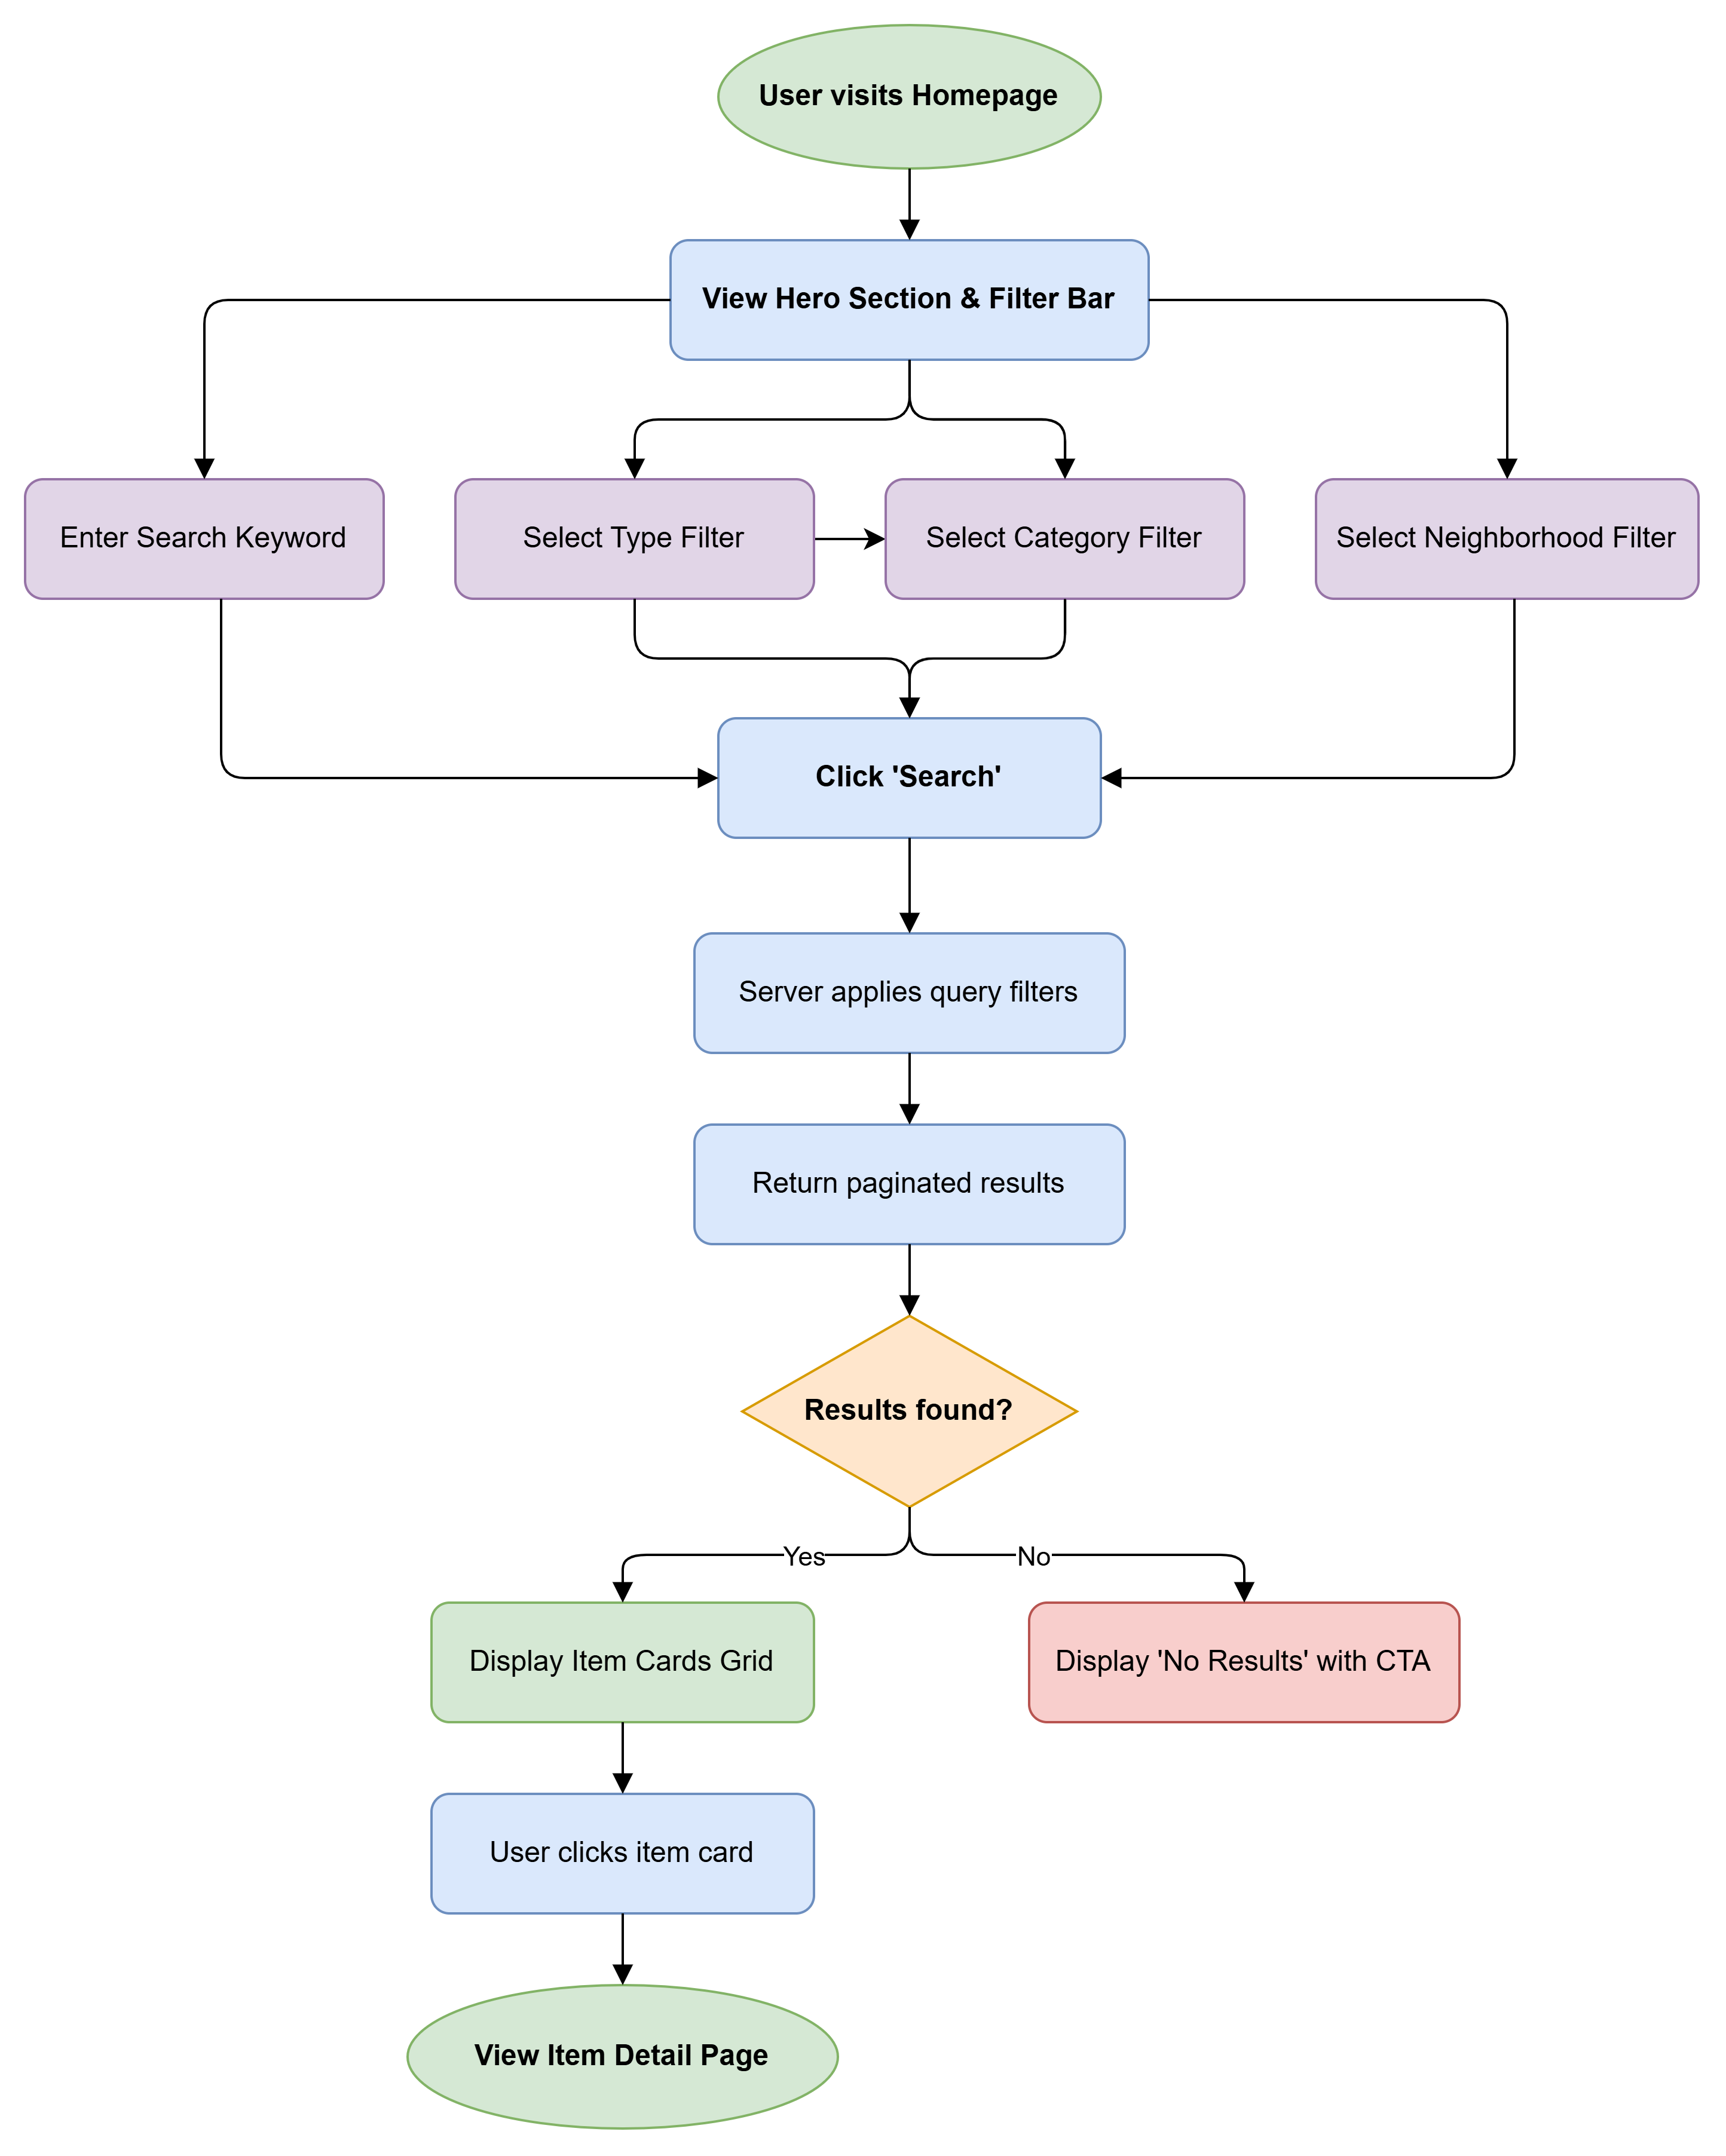 User visits Homepage
View Hero Section & Filter Bar
Enter Search Keyword
Select Type Filter
Select Category Filter
Select Neighborhood Filter
Click 'Search'
Server applies query filters
Return paginated results
Results found?
Yes
No
Display Item Cards Grid
Display 'No Results' with CTA
User clicks item card
View Item Detail Page